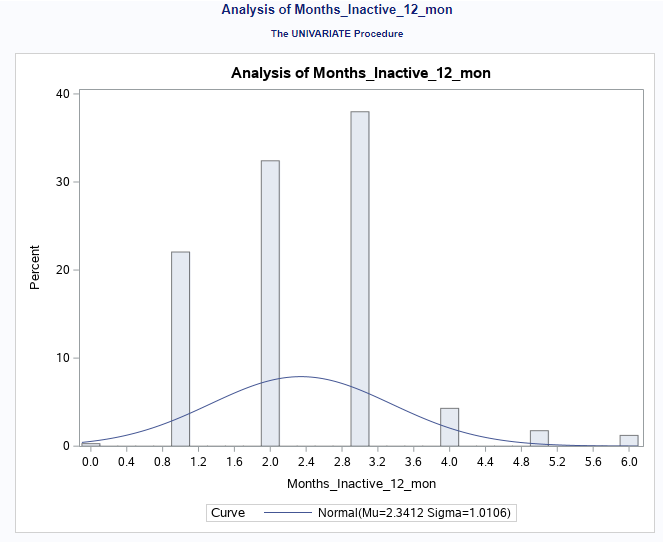 Analysis of Months_Inactive_12_mon
The UNIVARIATE Procedure
Analysis of Months_Inactive_12_mon
40
30
20
10
0
Percent
0.0 0.4 0.8 1.2 1.6 2.0 2.4 2.8 3.2 3.6 4.0 4.4 4.8 5.2 5.6 6.0
Months_Inactive_12_mon
Curve Normal(Mu=2.3412 Sigma=1.0106)